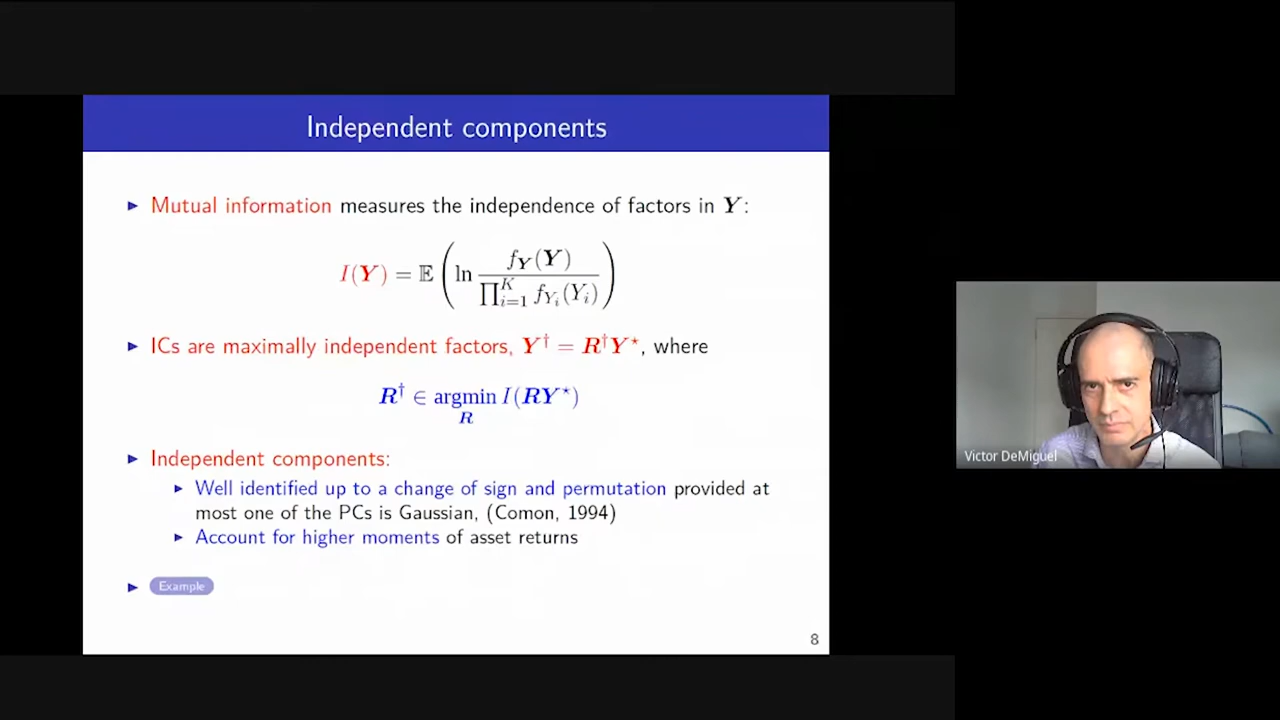 Independent components
▶ Mutual information measures the independence of factors in Y:
I(Y) = 𝔼 ( ln f_Y(Y) / ∏_{i=1}^{K} f_{Y_i}(Y_i) )
▶ ICs are maximally independent factors, Y† = R†Y⋆, where
R† ∈ argmin_R I(RY⋆)
▶ Independent components:
▶ Well identified up to a change of sign and permutation provided at
most one of the PCs is Gaussian, (Comon, 1994)
▶ Account for higher moments of asset returns
▶ Example
8
Victor DeMiguel